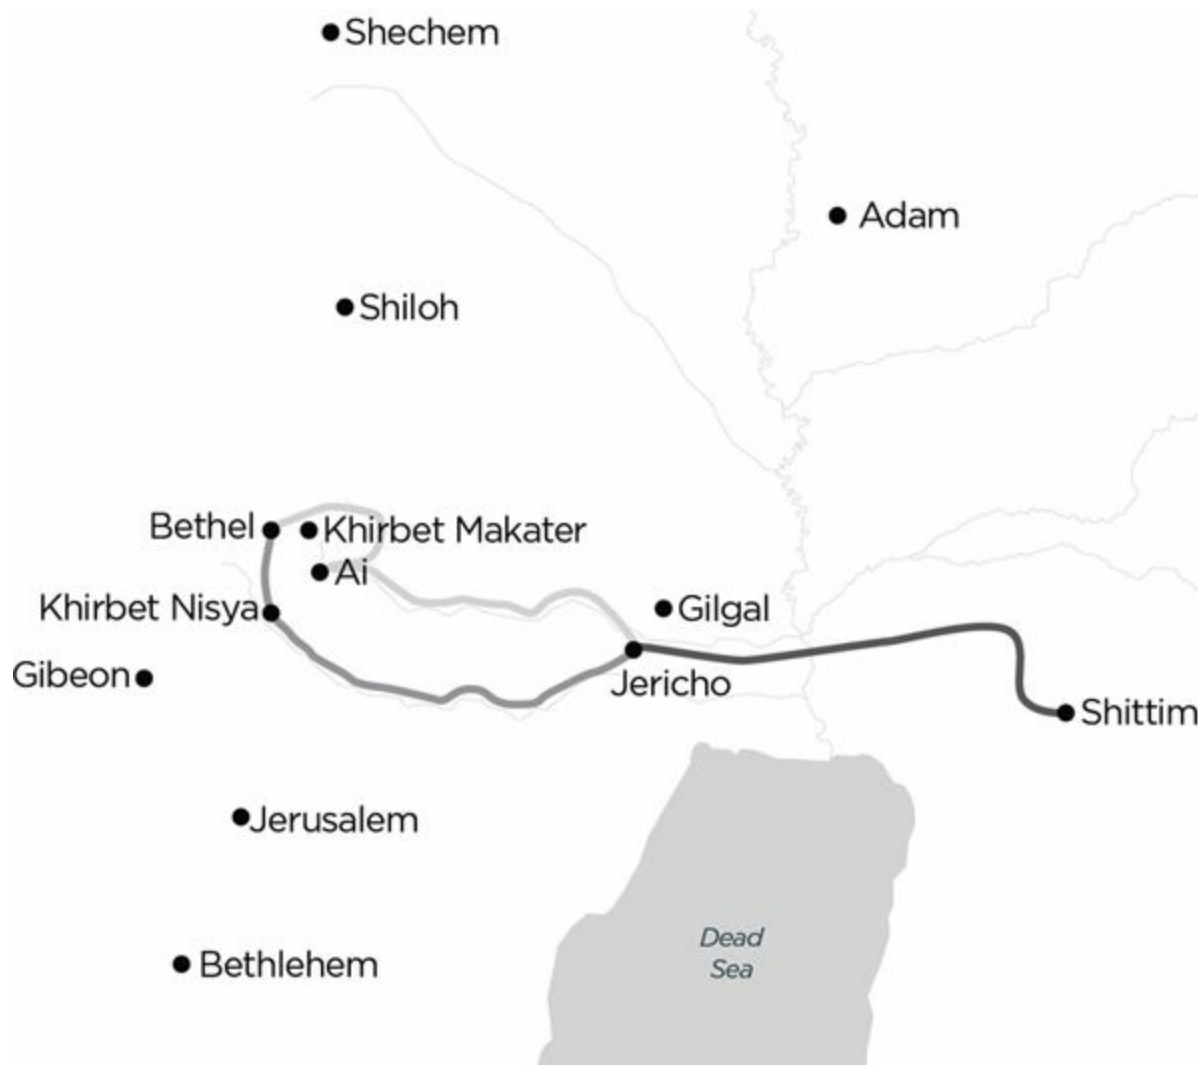 Shechem
Adam
Shiloh
Bethel
Khirbet Makater
Ai
Khirbet Nisya
Gilgal
Gibeon
Jericho
Shittim
Jerusalem
Dead
Sea
Bethlehem